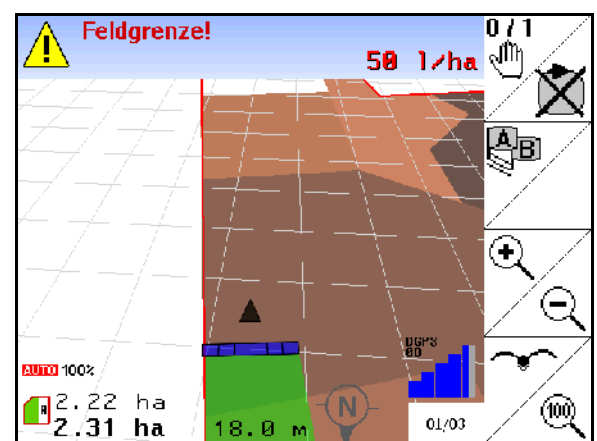 Feldgrenze!
50 l/ha
0/1
A
B
DGPS
GD
AUTO 100%
2.22 ha
2.31 ha
18.0 m
N
01/03
100